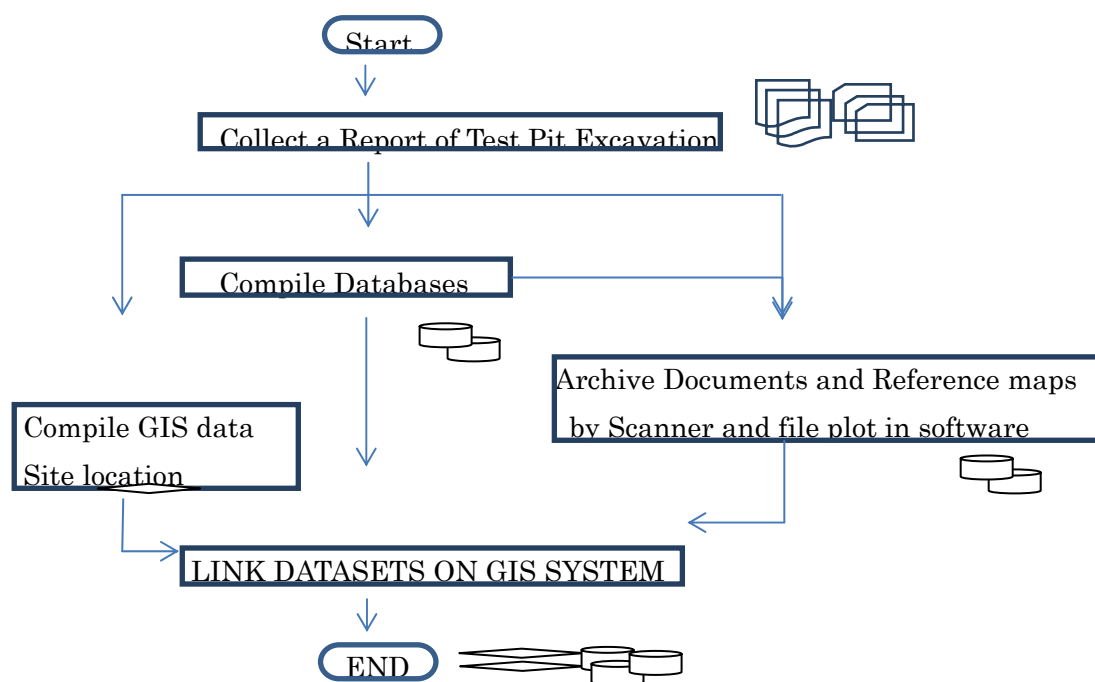 Start
Collect a Report of Test Pit Excavation
Compile Databases
Archive Documents and Reference maps
by Scanner and file plot in software
Compile GIS data
Site location
LINK DATASETS ON GIS SYSTEM
END